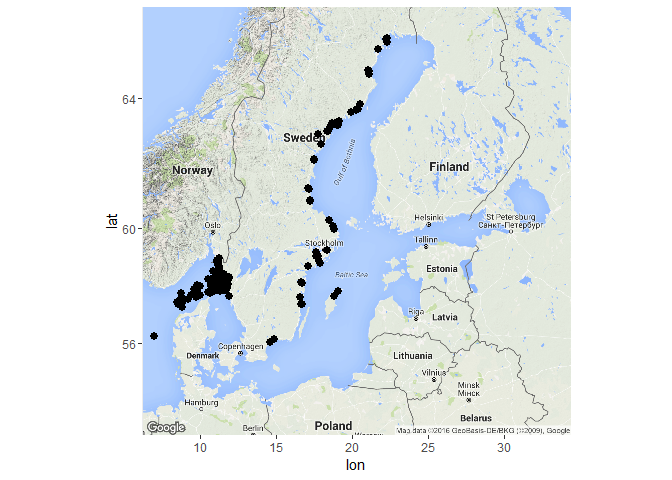 64
60
56
lat
10
15
20
25
30
lon
Norway
Sweden
Finland
Gulf of Bothnia
Oslo
Helsinki
St Petersburg
Санкт-Петербург
Tallinn
Stockholm
Estonia
Baltic Sea
Latvia
Riga
Copenhagen
Denmark
Lithuania
Vilnius
Minsk
Мінск
Hamburg
Belarus
Berlin
Poland
Warsaw
Google
Map data ©2016 GeoBasis-DE/BKG (©2009), Google